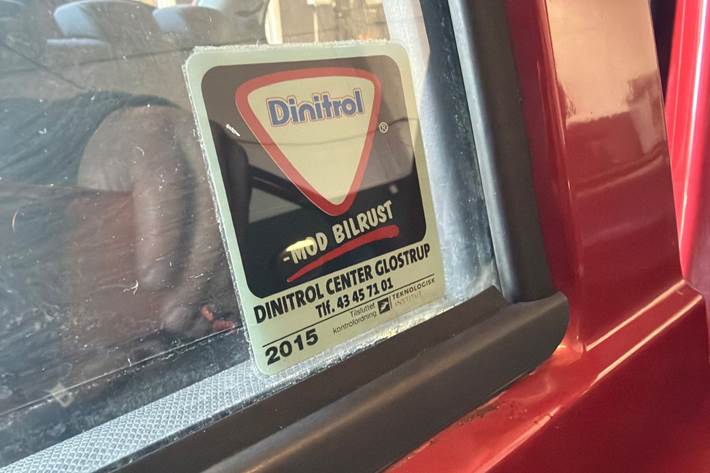 Dinitrol
®
-MOD BILRUST
DINITROL CENTER GLOSTRUP
Tlf. 43 45 71 01
Tilsluttet
kontrolordning
TEKNOLOGISK
INSTITUT
2015